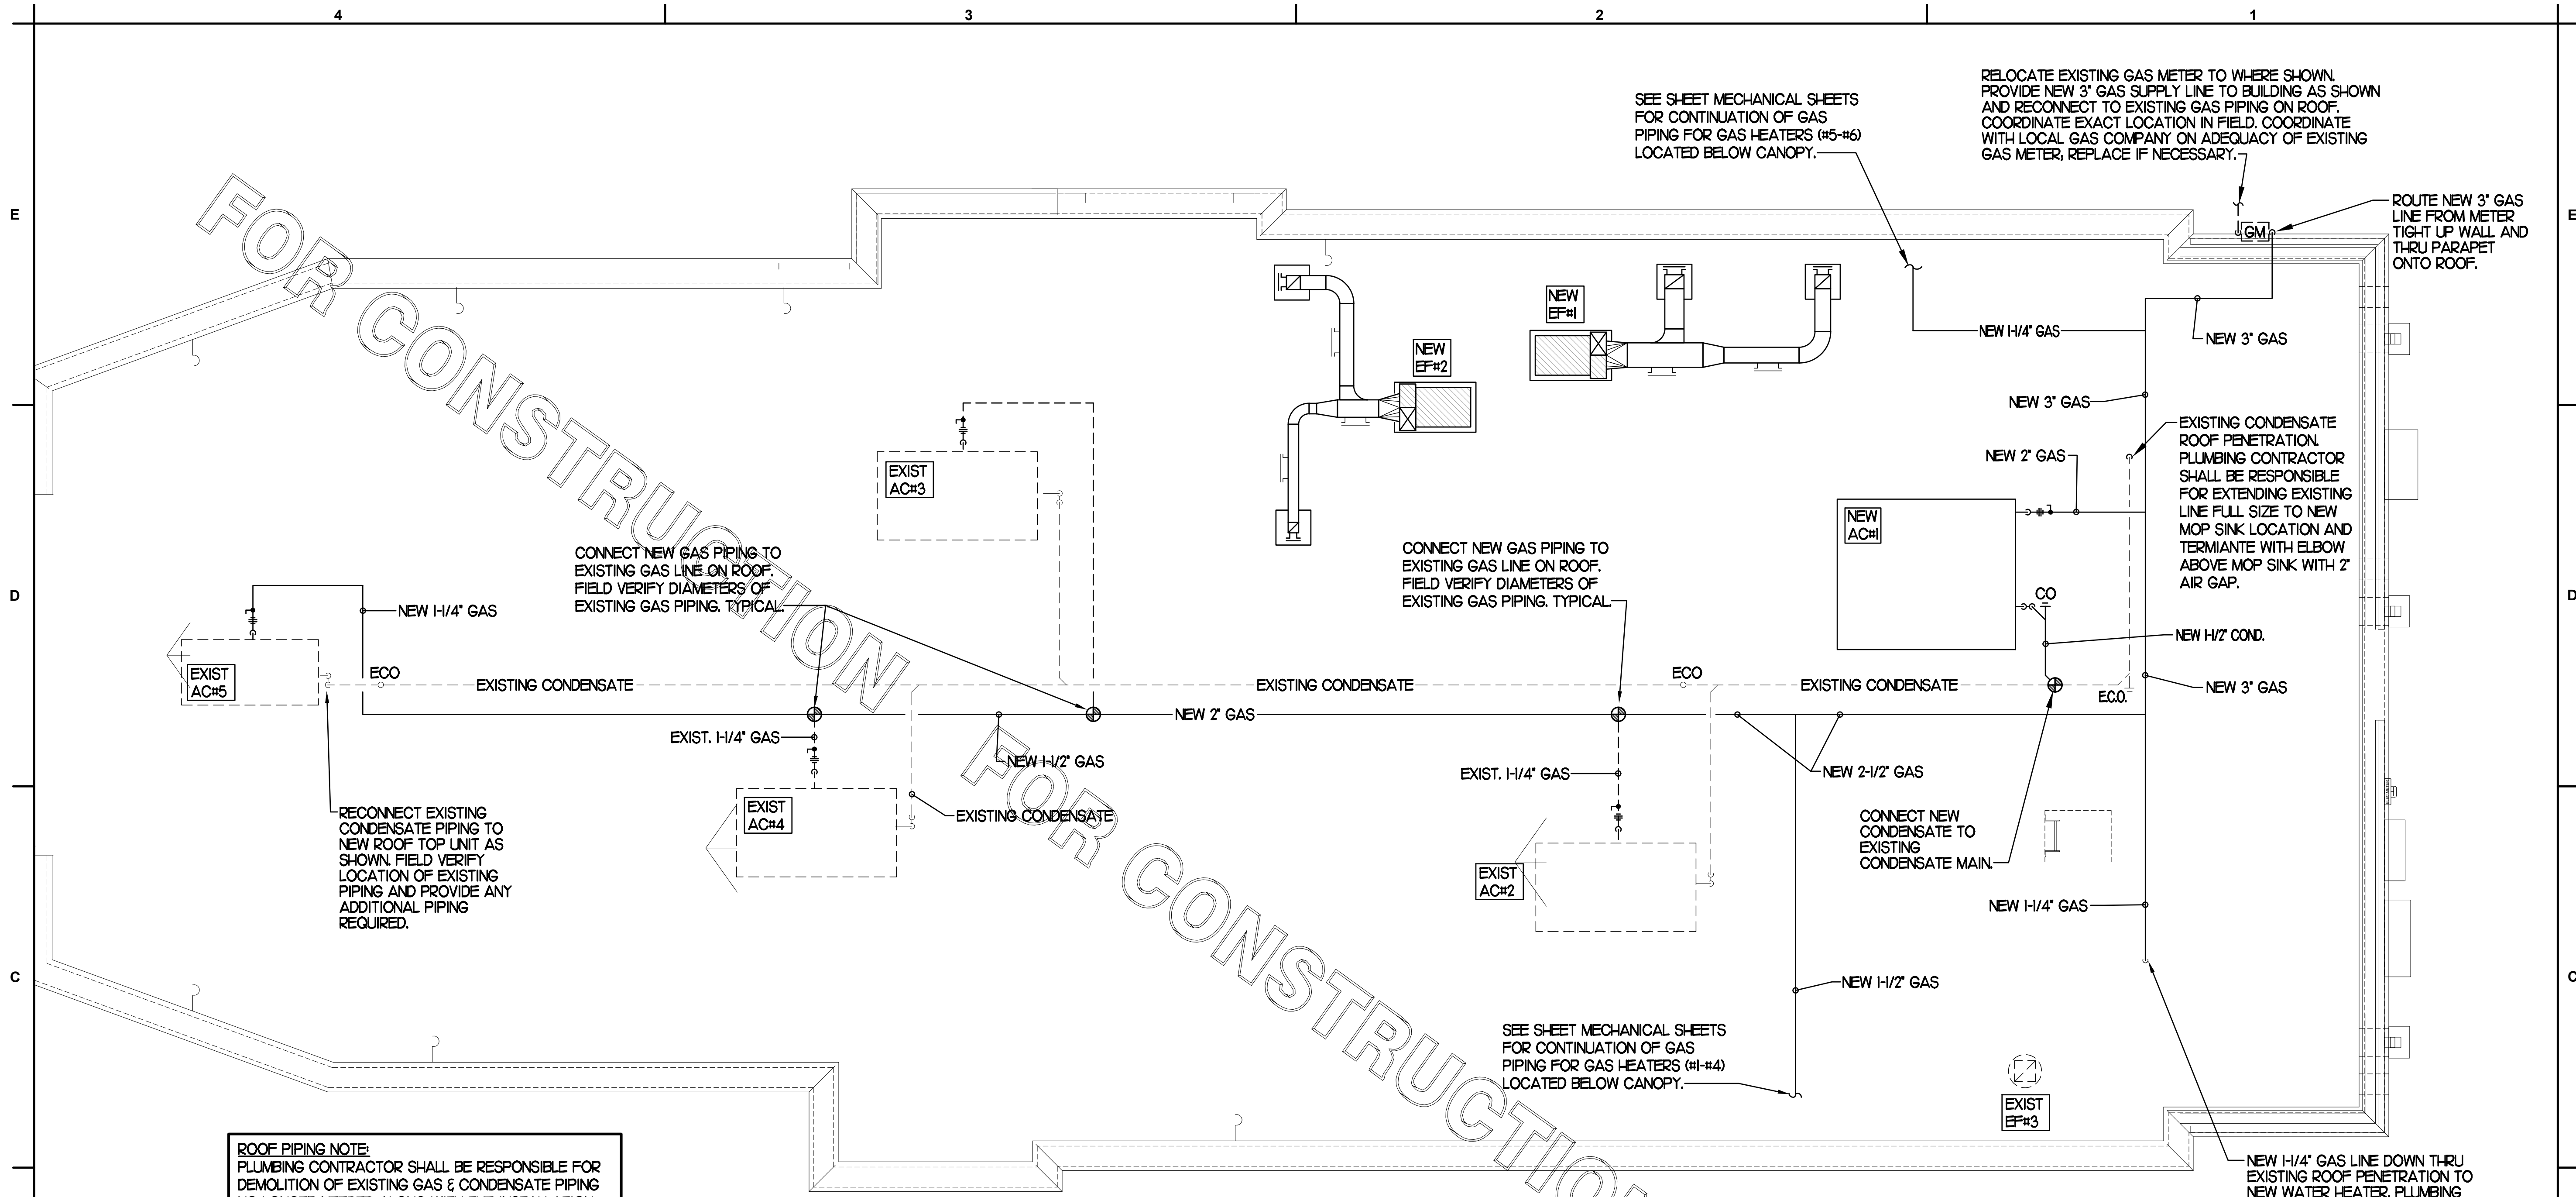 4
3
2
1
E
E
D
D
C
C
RELOCATE EXISTING GAS METER TO WHERE SHOWN.
PROVIDE NEW 3" GAS SUPPLY LINE TO BUILDING AS SHOWN
AND RECONNECT TO EXISTING GAS PIPING ON ROOF.
COORDINATE EXACT LOCATION IN FIELD. COORDINATE
WITH LOCAL GAS COMPANY ON ADEQUACY OF EXISTING
GAS METER, REPLACE IF NECESSARY.
SEE SHEET MECHANICAL SHEETS
FOR CONTINUATION OF GAS
PIPING FOR GAS HEATERS (#5-#6)
LOCATED BELOW CANOPY.
ROUTE NEW 3" GAS
LINE FROM METER
TIGHT UP WALL AND
THRU PARAPET
ONTO ROOF.
GM
FOR CONSTRUCTION
NEW
EF#1
NEW
EF#2
NEW 1-1/4" GAS
NEW 3" GAS
NEW 3" GAS
EXISTING CONDENSATE
ROOF PENETRATION.
PLUMBING CONTRACTOR
SHALL BE RESPONSIBLE
FOR EXTENDING EXISTING
LINE FULL SIZE TO NEW
MOP SINK LOCATION AND
TERMIANTE WITH ELBOW
ABOVE MOP SINK WITH 2"
AIR GAP.
NEW 2" GAS
EXIST
AC#3
NEW
AC#1
CONNECT NEW GAS PIPING TO
EXISTING GAS LINE ON ROOF.
FIELD VERIFY DIAMETERS OF
EXISTING GAS PIPING. TYPICAL.
CONNECT NEW GAS PIPING TO
EXISTING GAS LINE ON ROOF.
FIELD VERIFY DIAMETERS OF
EXISTING GAS PIPING. TYPICAL.
NEW 1-1/4" GAS
CO
NEW 1-1/2" COND.
EXIST
AC#5
ECO
EXISTING CONDENSATE
EXISTING CONDENSATE
ECO
EXISTING CONDENSATE
E.C.O.
NEW 3" GAS
NEW 2" GAS
EXIST. 1-1/4" GAS
NEW 1-1/2" GAS
EXIST. 1-1/4" GAS
NEW 2-1/2" GAS
FOR CONSTRUCTION
RECONNECT EXISTING
CONDENSATE PIPING TO
NEW ROOF TOP UNIT AS
SHOWN. FIELD VERIFY
LOCATION OF EXISTING
PIPING AND PROVIDE ANY
ADDITIONAL PIPING
REQUIRED.
EXIST
AC#4
EXISTING CONDENSATE
EXIST
AC#2
CONNECT NEW
CONDENSATE TO
EXISTING
CONDENSATE MAIN.
NEW 1-1/4" GAS
NEW 1-1/2" GAS
SEE SHEET MECHANICAL SHEETS
FOR CONTINUATION OF GAS
PIPING FOR GAS HEATERS (#1-#4)
LOCATED BELOW CANOPY.
EXIST
EF#3
ROOF PIPING NOTE:
PLUMBING CONTRACTOR SHALL BE RESPONSIBLE FOR
DEMOLITION OF EXISTING GAS & CONDENSATE PIPING
NEW 1-1/4" GAS LINE DOWN THRU
EXISTING ROOF PENETRATION TO
NEW WATER HEATER. PLUMBING